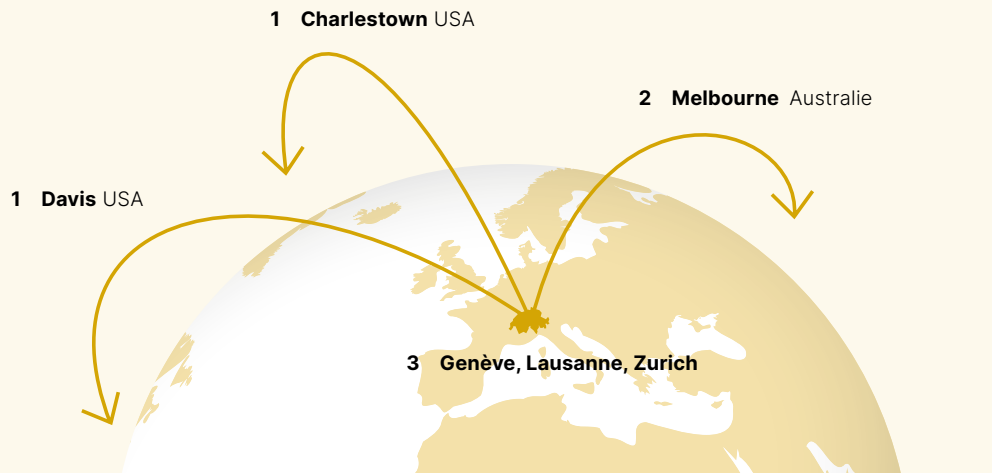 1 Charlestown USA
2 Melbourne Australie
1 Davis USA
3 Genève, Lausanne, Zurich